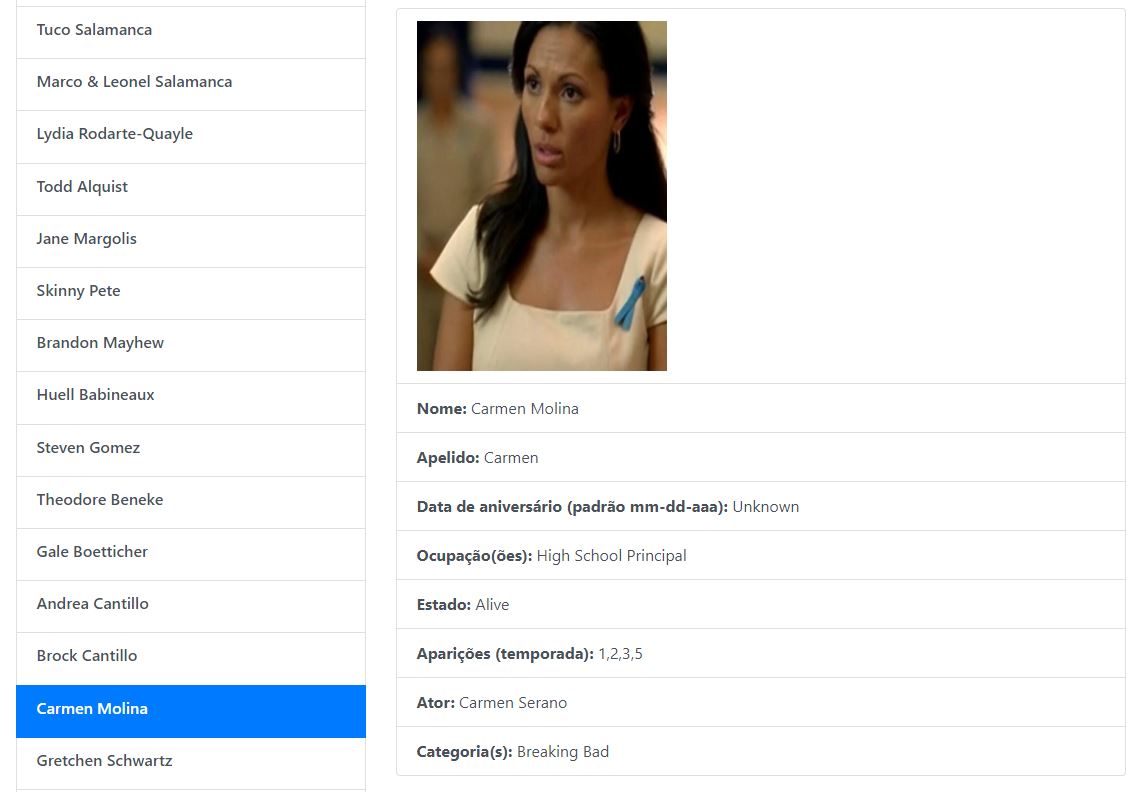 Tuco Salamanca
Marco & Leonel Salamanca
Lydia Rodarte-Quayle
Todd Alquist
Jane Margolis
Skinny Pete
Brandon Mayhew
Huell Babineaux
Steven Gomez
Theodore Beneke
Gale Boetticher
Andrea Cantillo
Brock Cantillo
Carmen Molina
Gretchen Schwartz
Nome: Carmen Molina
Apelido: Carmen
Data de aniversário (padrão mm-dd-aaa): Unknown
Ocupação(ões): High School Principal
Estado: Alive
Aparições (temporada): 1,2,3,5
Ator: Carmen Serano
Categoria(s): Breaking Bad